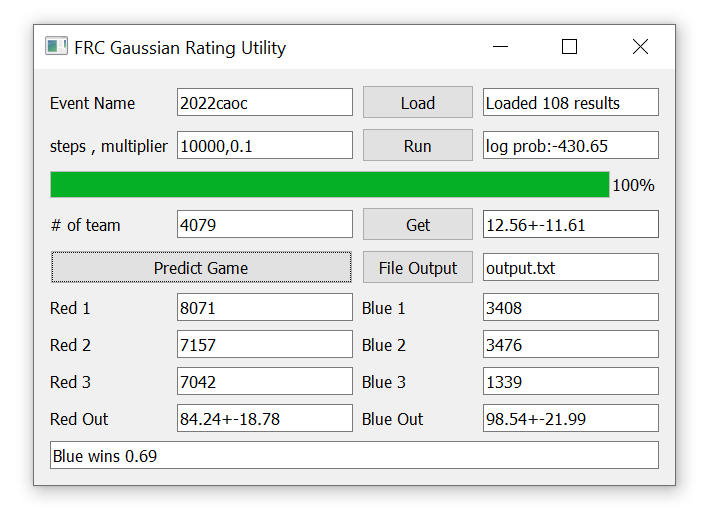 FRC Gaussian Rating Utility
Event Name 2022caoc Load Loaded 108 results
steps , multiplier 10000,0.1 Run log prob:-430.65
100%
# of team 4079 Get 12.56+-11.61
Predict Game File Output output.txt
Red 1 8071 Blue 1 3408
Red 2 7157 Blue 2 3476
Red 3 7042 Blue 3 1339
Red Out 84.24+-18.78 Blue Out 98.54+-21.99
Blue wins 0.69